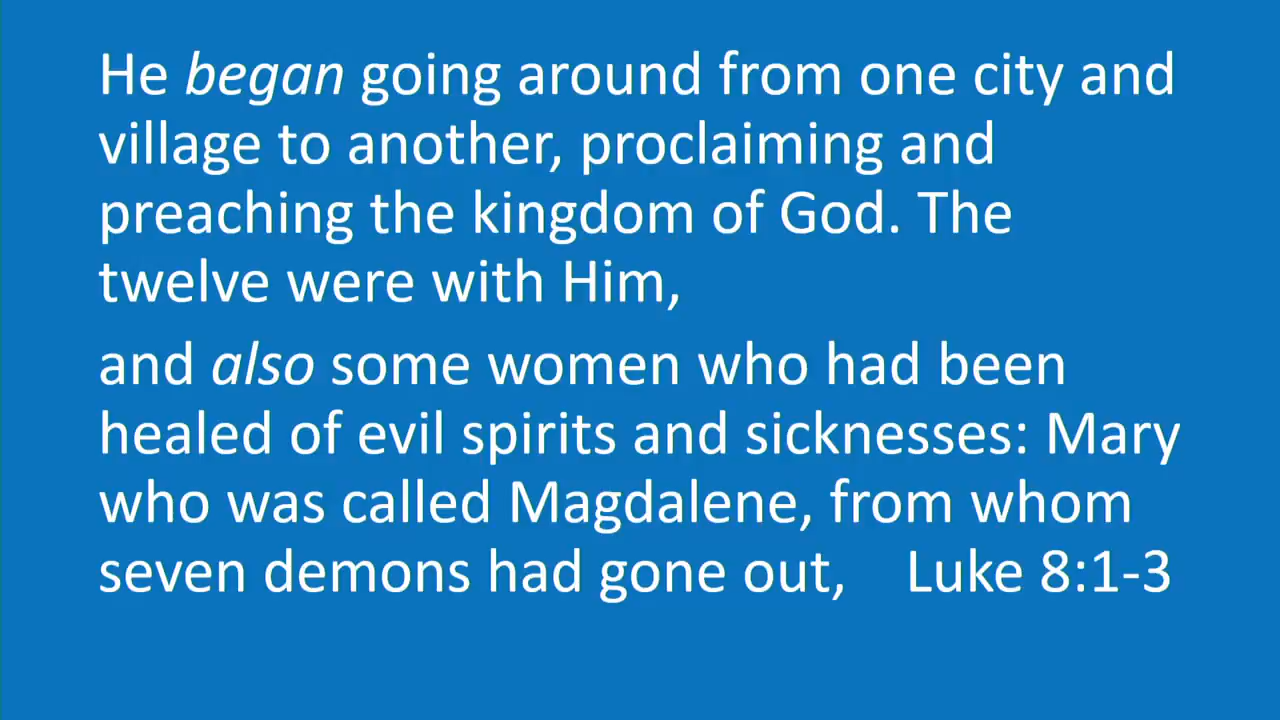 He began going around from one city and
village to another, proclaiming and
preaching the kingdom of God. The
twelve were with Him,
and also some women who had been
healed of evil spirits and sicknesses: Mary
who was called Magdalene, from whom
seven demons had gone out, Luke 8:1-3